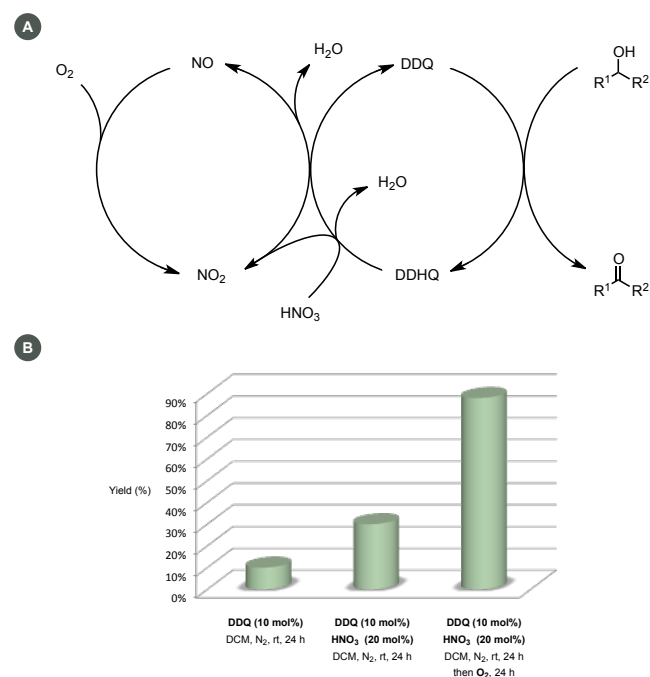 A
O₂
NO
H₂O
DDQ
OH
R¹ R²
H₂O
NO₂
DDHQ
HNO₃
O
R¹ R²
B
90%
80%
70%
60%
50%
40%
30%
20%
10%
0%
Yield (%)
DDQ (10 mol%)
DCM, N₂, rt, 24 h
DDQ (10 mol%)
HNO₃ (20 mol%)
DCM, N₂, rt, 24 h
DDQ (10 mol%)
HNO₃ (20 mol%)
DCM, N₂, rt, 24 h
then O₂, 24 h